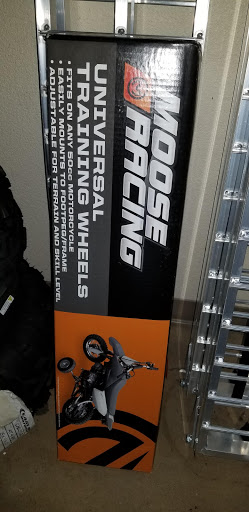 MOOSE
RACING
UNIVERSAL
TRAINING WHEELS
• FITS ON ANY 50cc MOTORCYCLE
• EASILY MOUNTS TO FOOTPEG/FRAME
• ADJUSTABLE FOR TERRAIN AND SKILL LEVEL